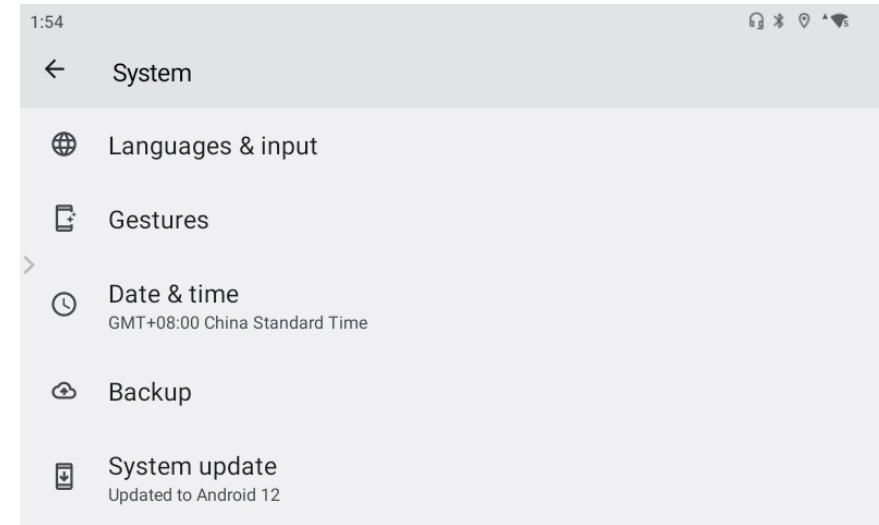 1:54
System
Languages & input
Gestures
Date & time
GMT+08:00 China Standard Time
Backup
System update
Updated to Android 12